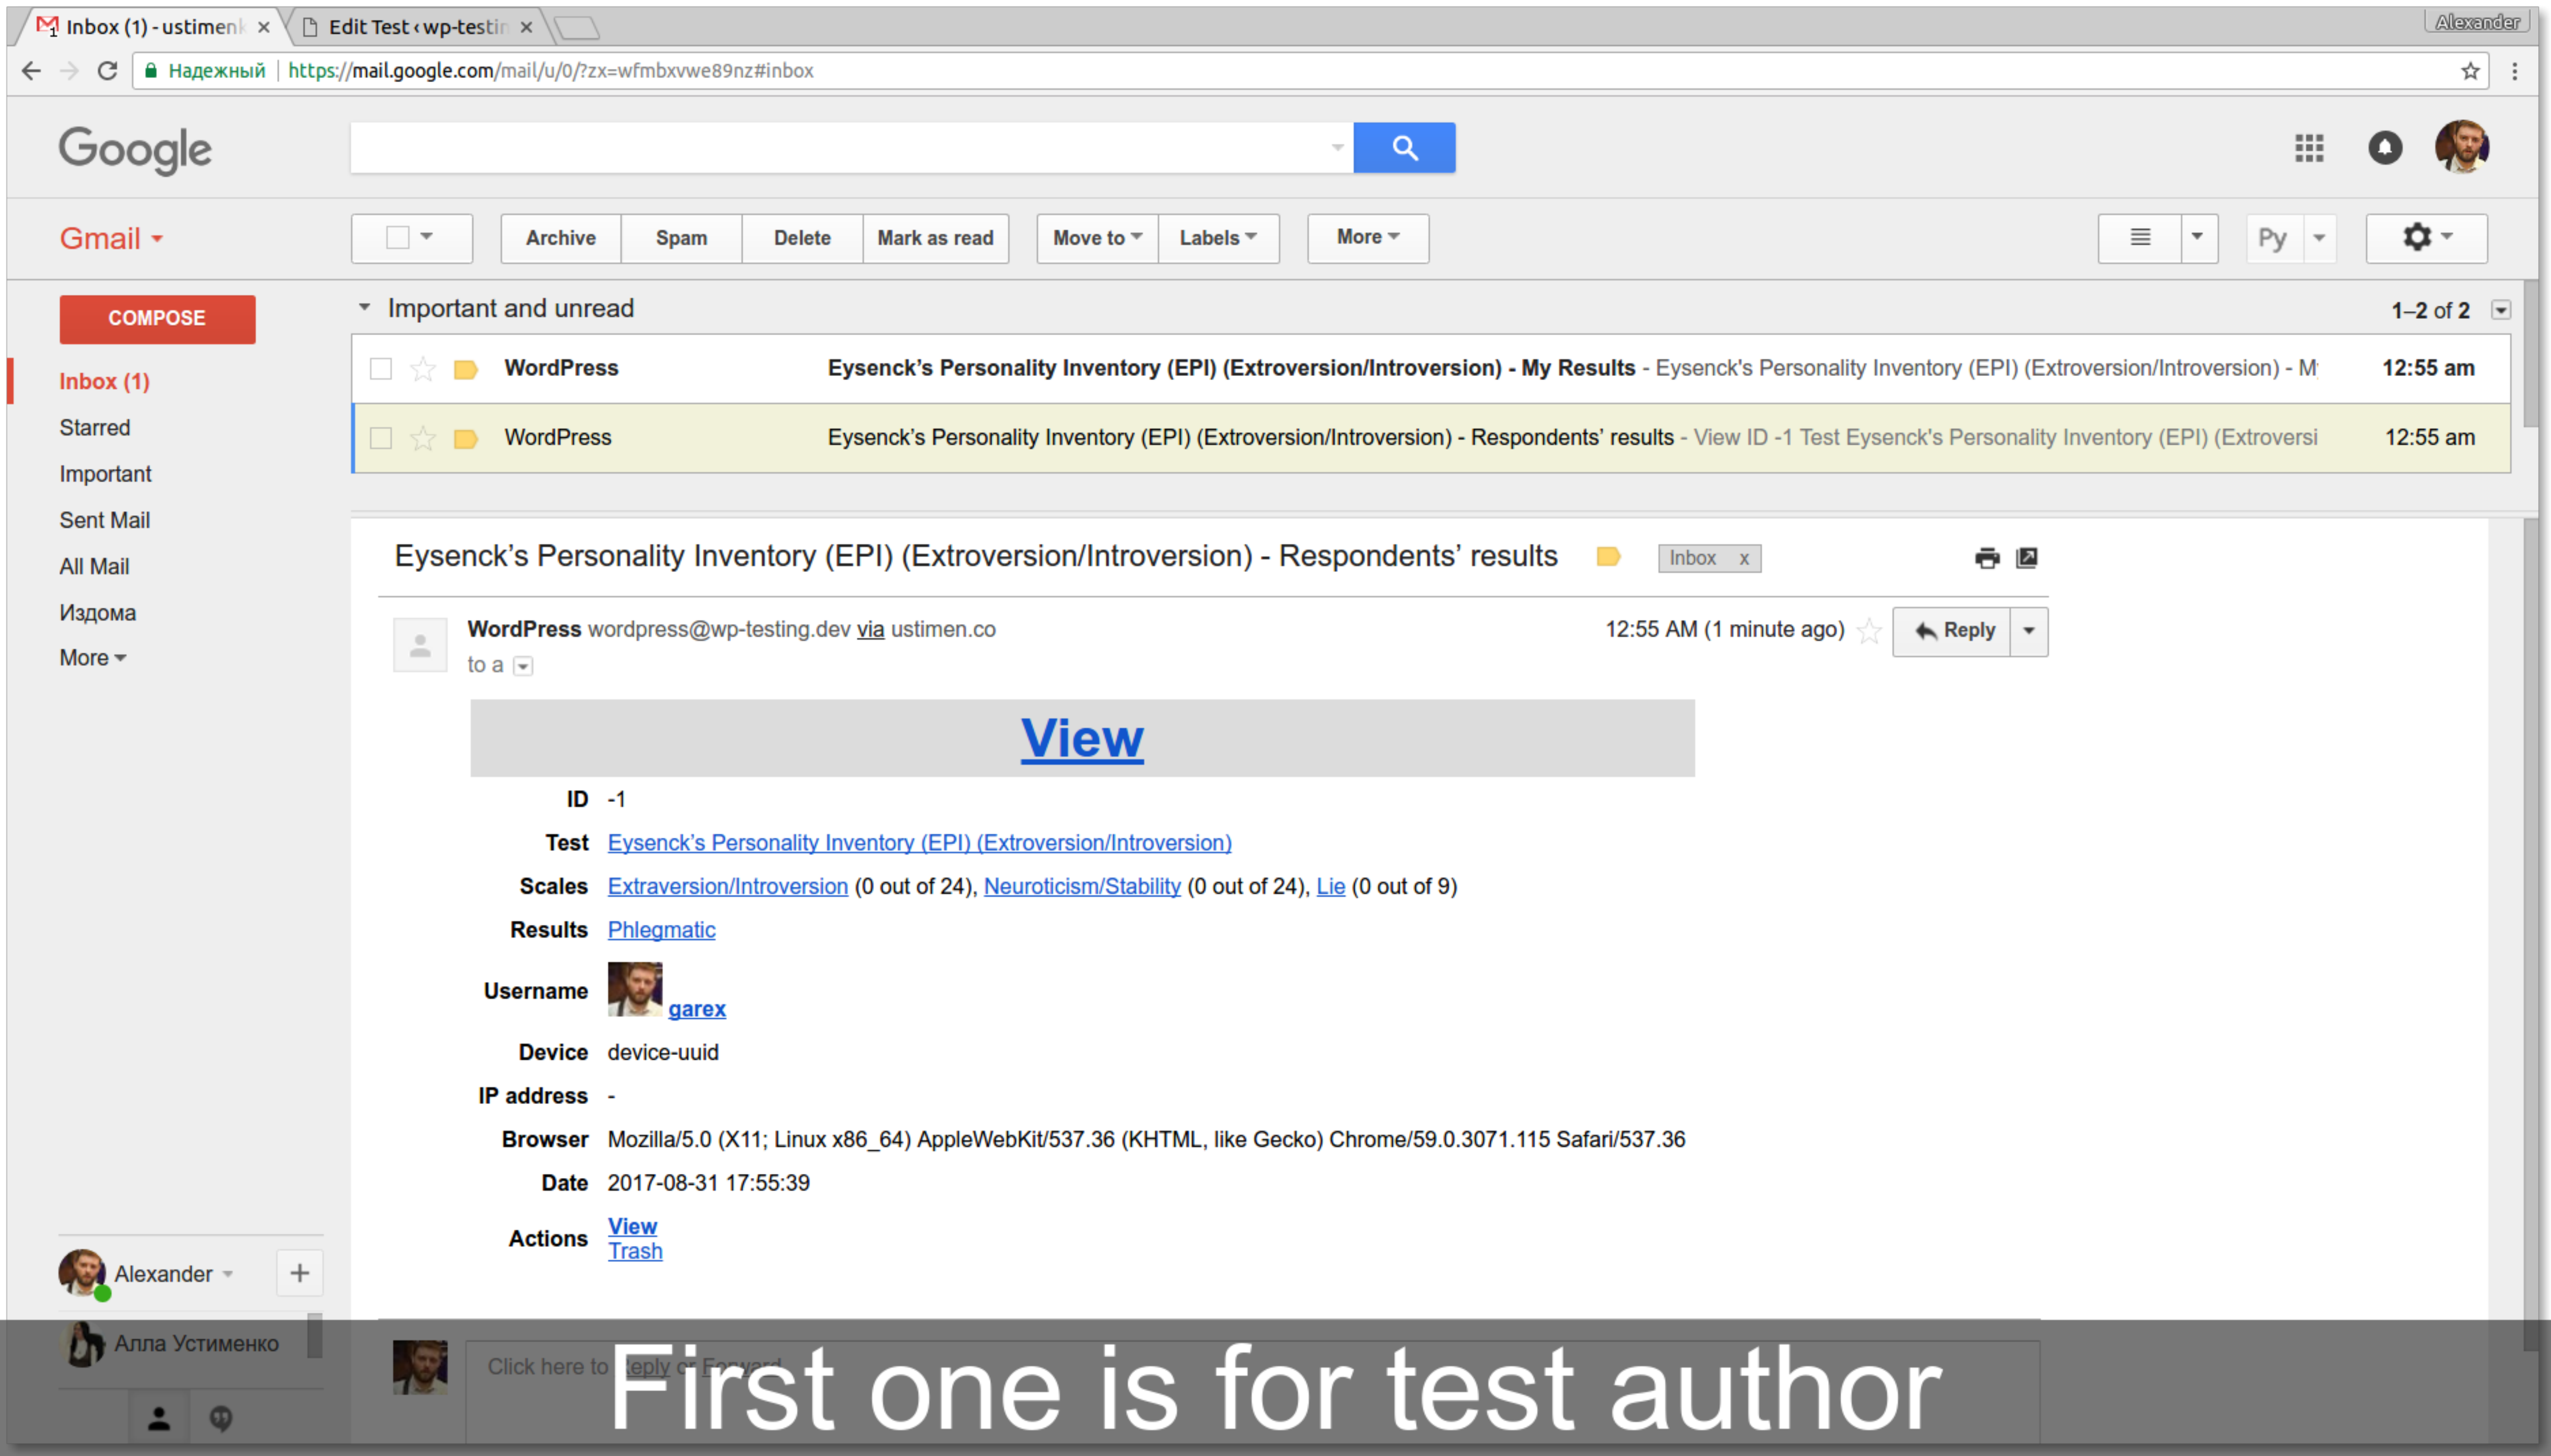 Inbox (1) - ustimenk
Edit Test ‹ wp-testin
Alexander
Надежный
https://mail.google.com/mail/u/0/?zx=wfmbxvwe89nz#inbox
Google
Gmail
Archive
Spam
Delete
Mark as read
Move to
Labels
More
Py
COMPOSE
Important and unread
1–2 of 2
Inbox (1)
Starred
Important
Sent Mail
All Mail
Издома
More
WordPress Eysenck’s Personality Inventory (EPI) (Extroversion/Introversion) - My Results - Eysenck's Personality Inventory (EPI) (Extroversion/Introversion) - M 12:55 am
WordPress Eysenck’s Personality Inventory (EPI) (Extroversion/Introversion) - Respondents’ results - View ID -1 Test Eysenck's Personality Inventory (EPI) (Extroversi 12:55 am
Eysenck’s Personality Inventory (EPI) (Extroversion/Introversion) - Respondents’ results
Inbox x
WordPress wordpress@wp-testing.dev via ustimen.co
12:55 AM (1 minute ago)
Reply
to a
View
ID -1
Test Eysenck’s Personality Inventory (EPI) (Extroversion/Introversion)
Scales Extraversion/Introversion (0 out of 24), Neuroticism/Stability (0 out of 24), Lie (0 out of 9)
Results Phlegmatic
Username garex
Device device-uuid
IP address -
Browser Mozilla/5.0 (X11; Linux x86_64) AppleWebKit/537.36 (KHTML, like Gecko) Chrome/59.0.3071.115 Safari/537.36
Date 2017-08-31 17:55:39
Actions View
Trash
Alexander
Алла Устименко
Click here to Reply or Forward
First one is for test author